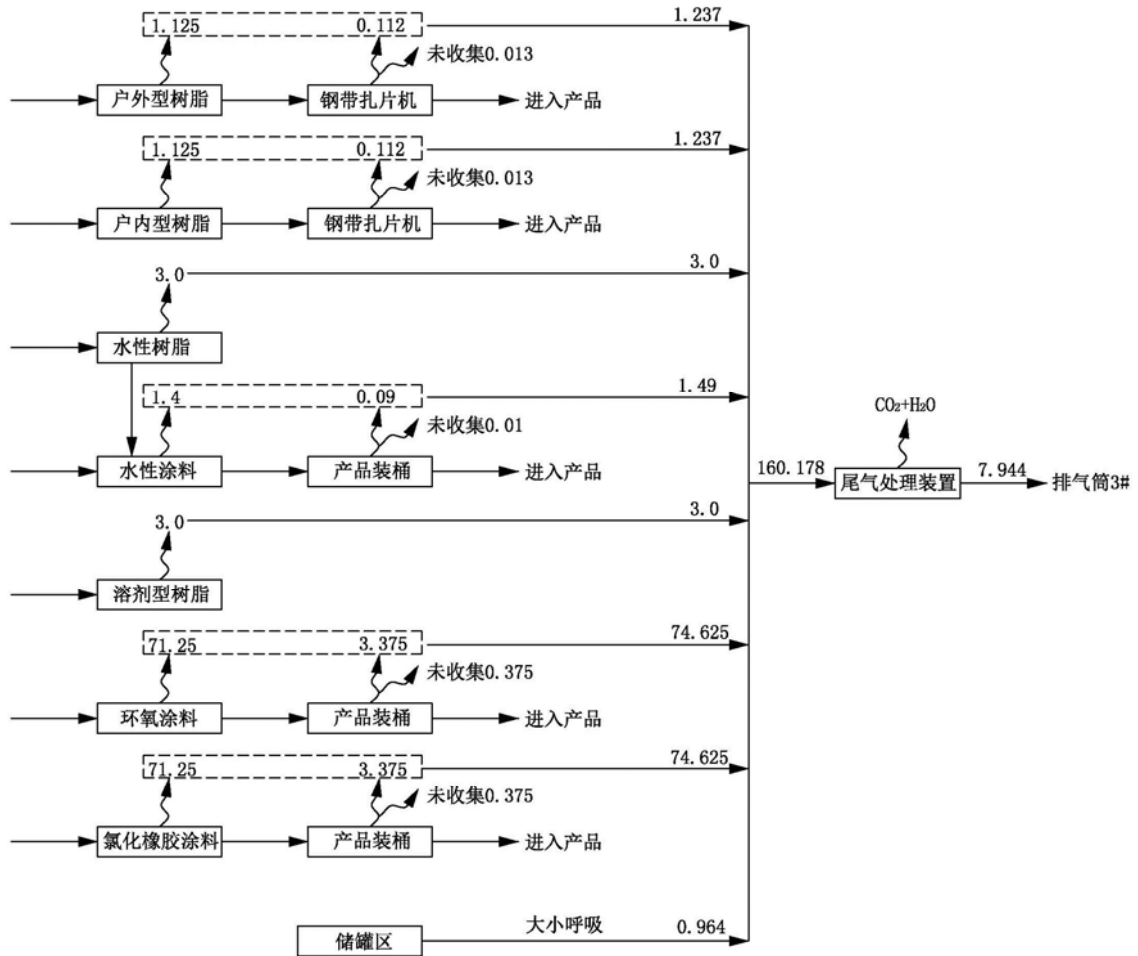 1.125 0.112 1.237
未收集0.013
户外型树脂 钢带扎片机 进入产品
1.125 0.112 1.237
未收集0.013
户内型树脂 钢带扎片机 进入产品
3.0 3.0
水性树脂
1.4 0.09 1.49
未收集0.01
水性涂料 产品装桶 进入产品
CO₂+H₂O
160.178 尾气处理装置 7.944 排气筒3#
3.0 3.0
溶剂型树脂
71.25 3.375 74.625
未收集0.375
环氧涂料 产品装桶 进入产品
71.25 3.375 74.625
未收集0.375
氯化橡胶涂料 产品装桶 进入产品
储罐区 大小呼吸 0.964